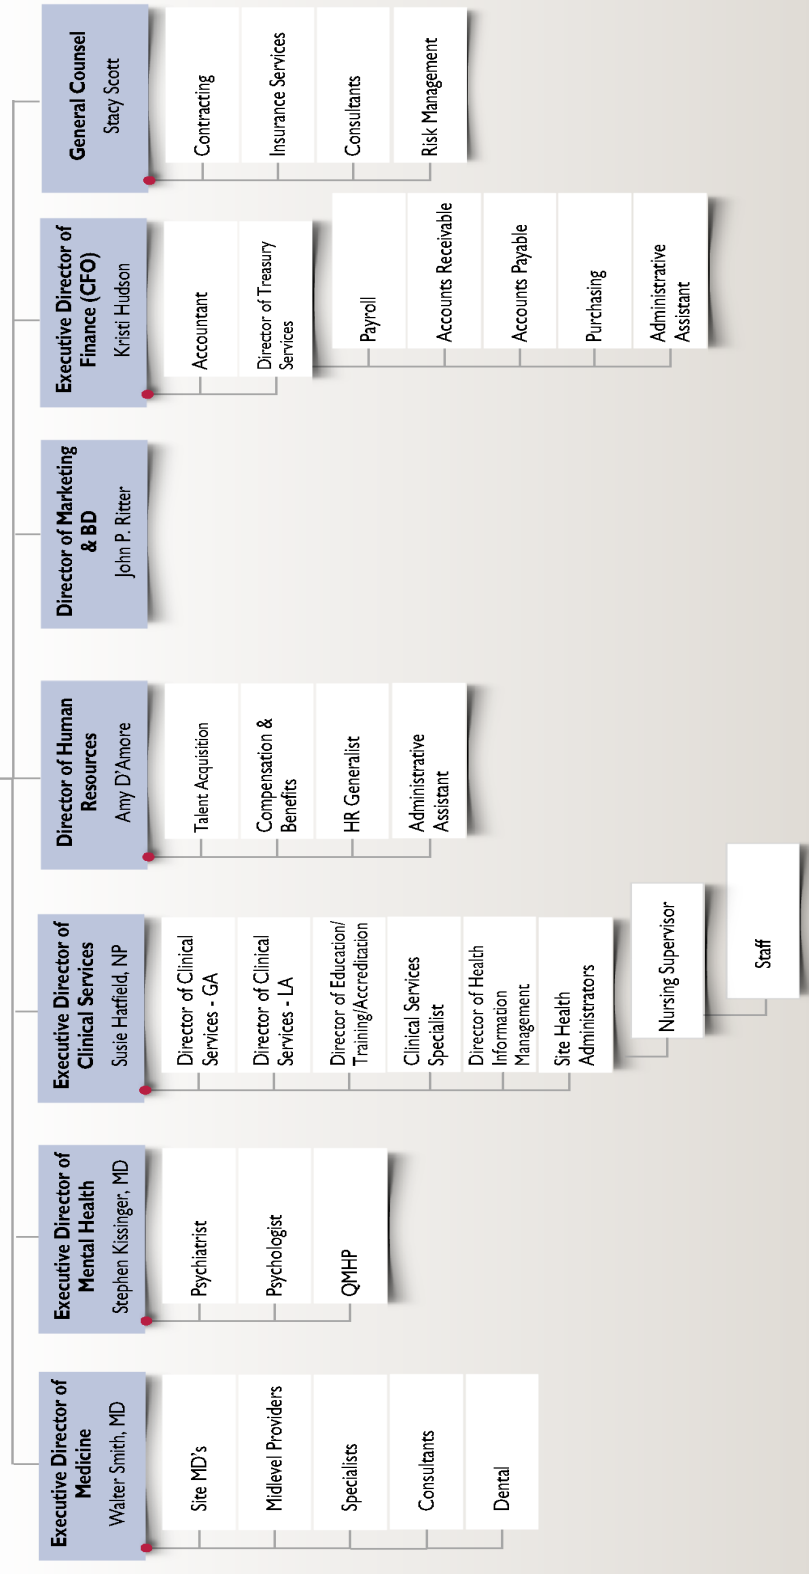 Executive Director of
Medicine
Walter Smith, MD
Site MD's
Midlevel Providers
Specialists
Consultants
Dental
Executive Director of
Mental Health
Stephen Kissinger, MD
Psychiatrist
Psychologist
QMHP
Executive Director of
Clinical Services
Susie Hatfield, NP
Director of Clinical
Services - GA
Director of Clinical
Services - LA
Director of Education/
Training/Accreditation
Clinical Services
Specialist
Director of Health
Information
Management
Site Health
Administrators
Nursing Supervisor
Staff
Director of Human
Resources
Amy D'Amore
Talent Acquisition
Compensation &
Benefits
HR Generalist
Administrative
Assistant
Director of Marketing
& BD
John P. Ritter
Executive Director of
Finance (CFO)
Kristi Hudson
Accountant
Director of Treasury
Services
Payroll
Accounts Receivable
Accounts Payable
Purchasing
Administrative
Assistant
General Counsel
Stacy Scott
Contracting
Insurance Services
Consultants
Risk Management